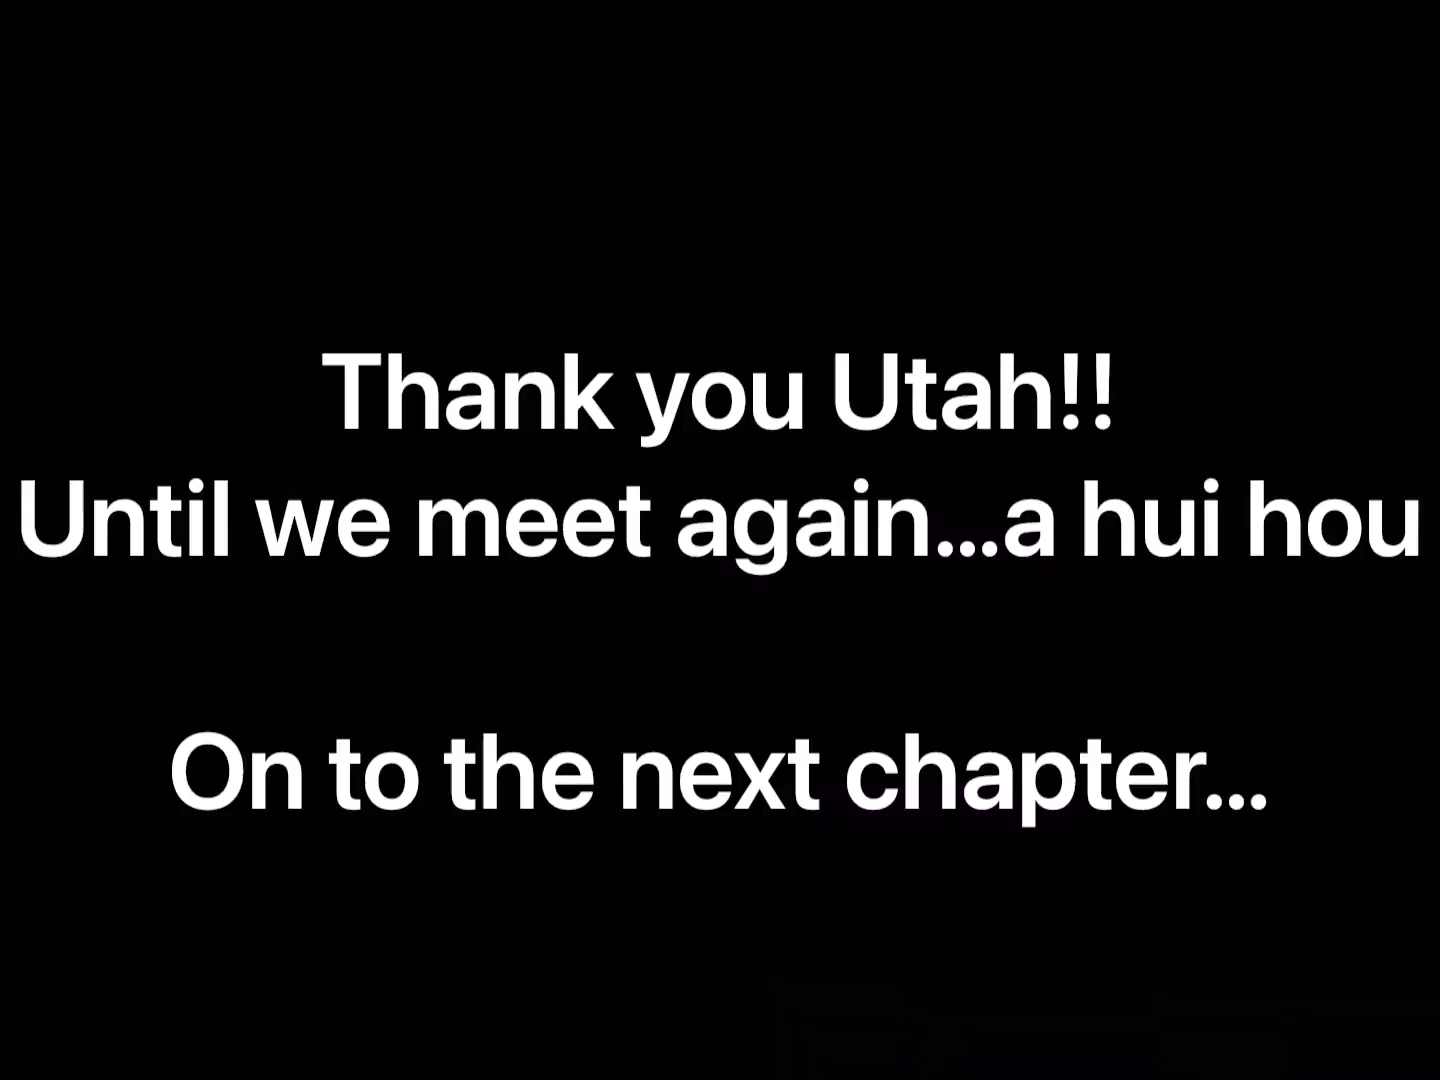 Thank you Utah!!
Until we meet again...a hui hou
On to the next chapter...